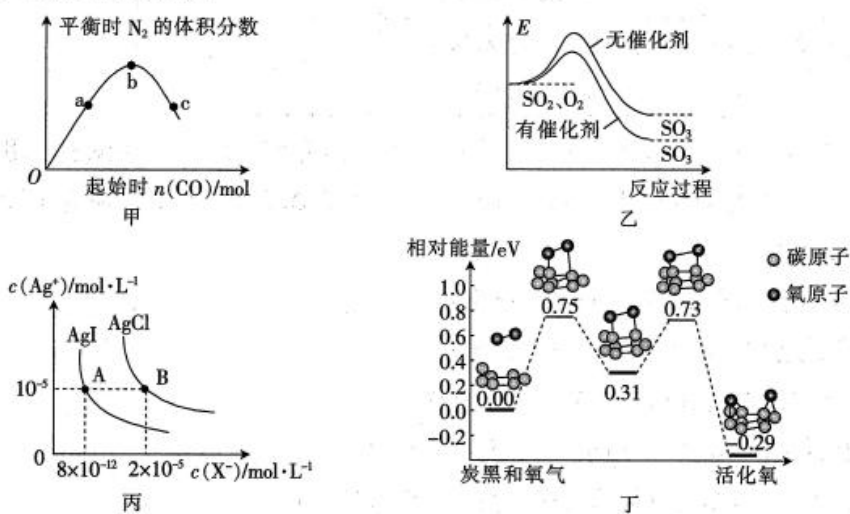 平衡时 N₂ 的体积分数
a
b
c
O
起始时 n(CO)/mol
甲
E
无催化剂
SO₂、O₂
有催化剂
SO₃
SO₃
反应过程
乙
c(Ag⁺)/mol·L⁻¹
AgI
AgCl
A
B
10⁻⁵
0
8×10⁻¹²
2×10⁻⁵
c(X⁻)/mol·L⁻¹
丙
相对能量/eV
1.0
0.8
0.6
0.4
0.2
0.0
-0.2
0.00
0.75
0.31
0.73
-0.29
碳原子
氧原子
炭黑和氧气
活化氧
丁